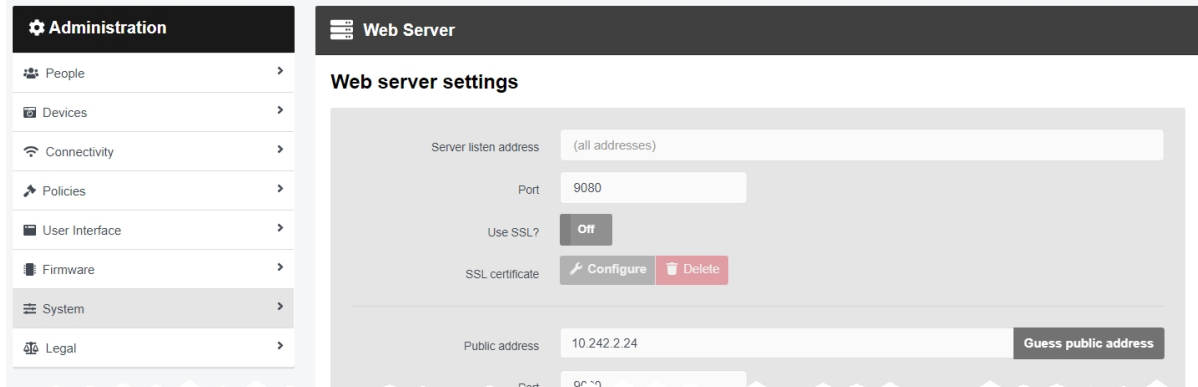 Administration
People
Devices
Connectivity
Policies
User Interface
Firmware
System
Legal
Web Server
Web server settings
Server listen address (all addresses)
Port 9080
Use SSL? Off
SSL certificate Configure Delete
Public address 10.242.2.24 Guess public address
Port